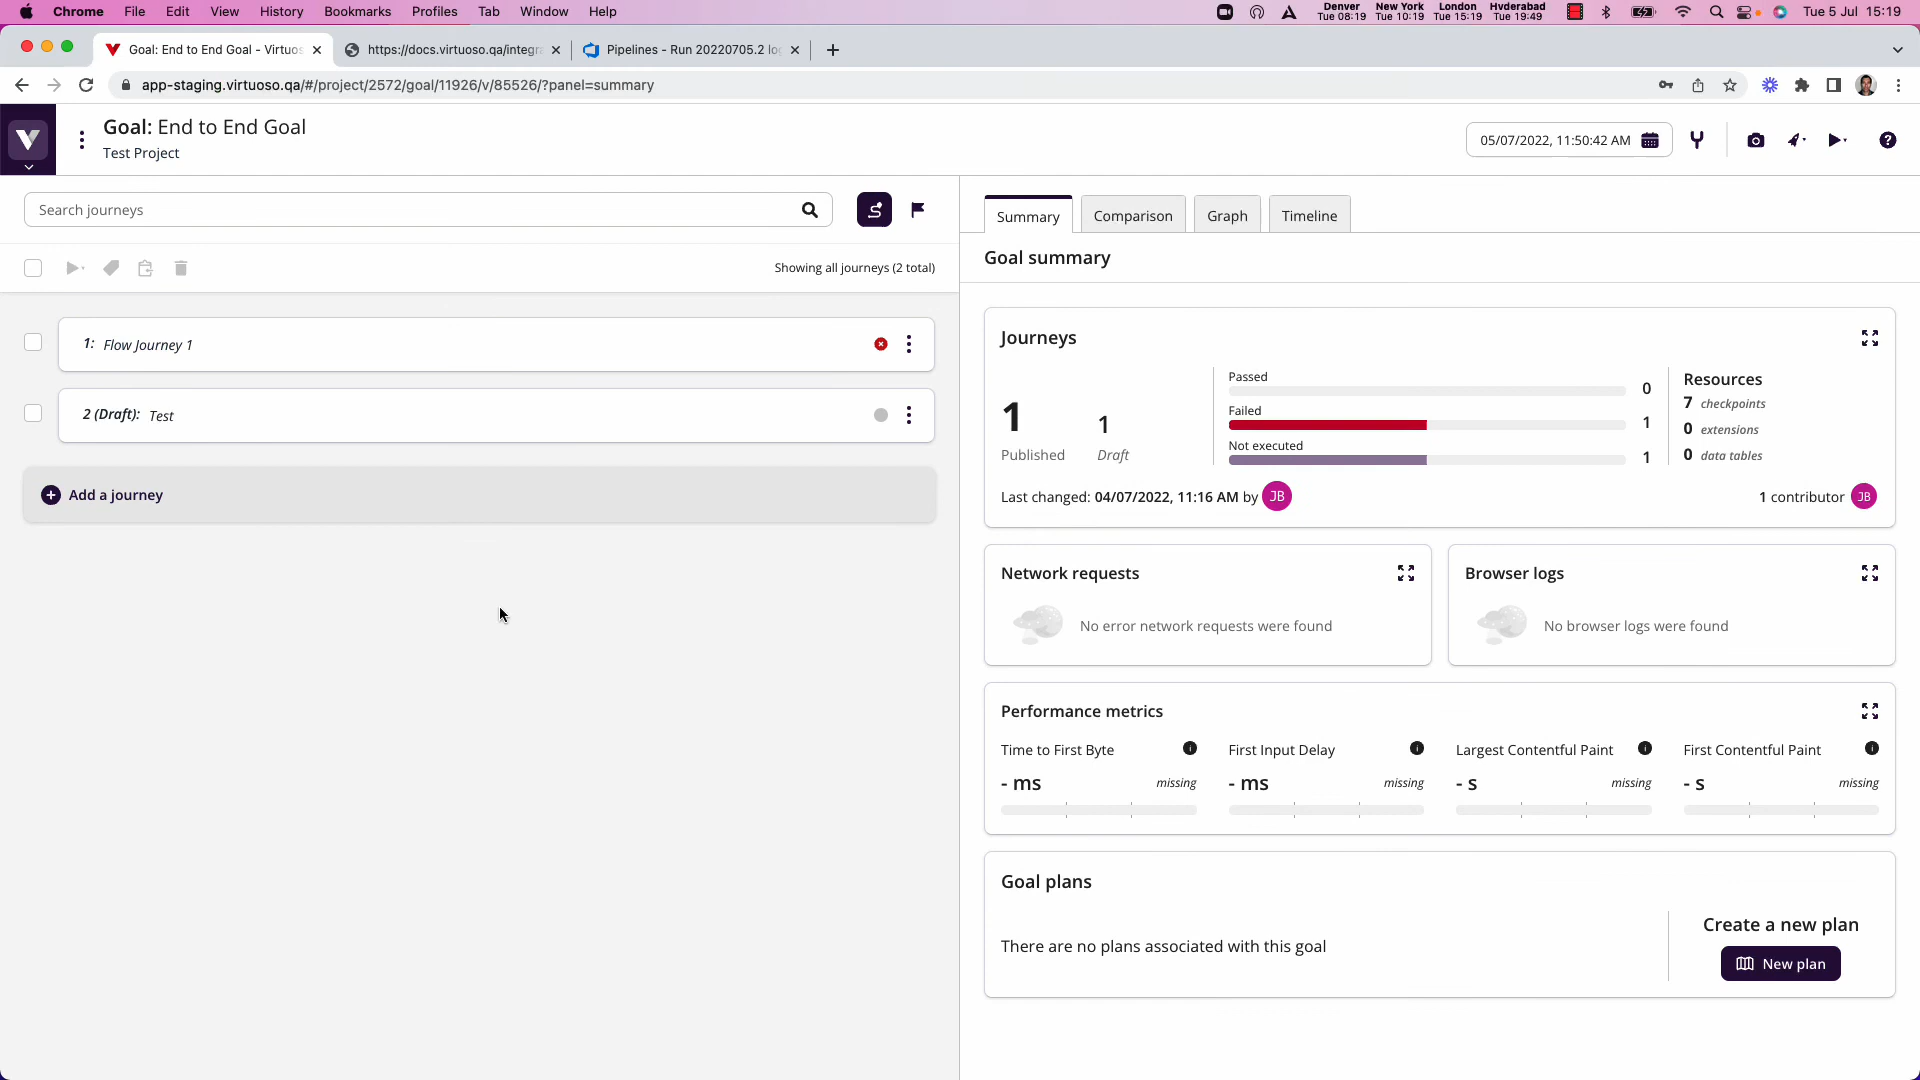 Chrome File Edit View History Bookmarks Profiles Tab Window Help
Denver Tue 08:19 New York Tue 10:19 London Tue 15:19 Hyderabad Tue 19:49 Tue 5 Jul 15:19
Goal: End to End Goal - Virtuos https://docs.virtuoso.qa/integr Pipelines - Run 20220705.2 lo
app-staging.virtuoso.qa/#/project/2572/goal/11926/v/85526/?panel=summary
Goal: End to End Goal
Test Project
05/07/2022, 11:50:42 AM
Search journeys
Showing all journeys (2 total)
1: Flow Journey 1
2 (Draft): Test
Add a journey
Summary Comparison Graph Timeline
Goal summary
Journeys
1
Published
1
Draft
Passed 0
Failed 1
Not executed 1
Resources
7 checkpoints
0 extensions
0 data tables
Last changed: 04/07/2022, 11:16 AM by JB
1 contributor JB
Network requests
No error network requests were found
Browser logs
No browser logs were found
Performance metrics
Time to First Byte First Input Delay Largest Contentful Paint First Contentful Paint
- ms missing - ms missing - s missing - s missing
Goal plans
There are no plans associated with this goal
Create a new plan
New plan